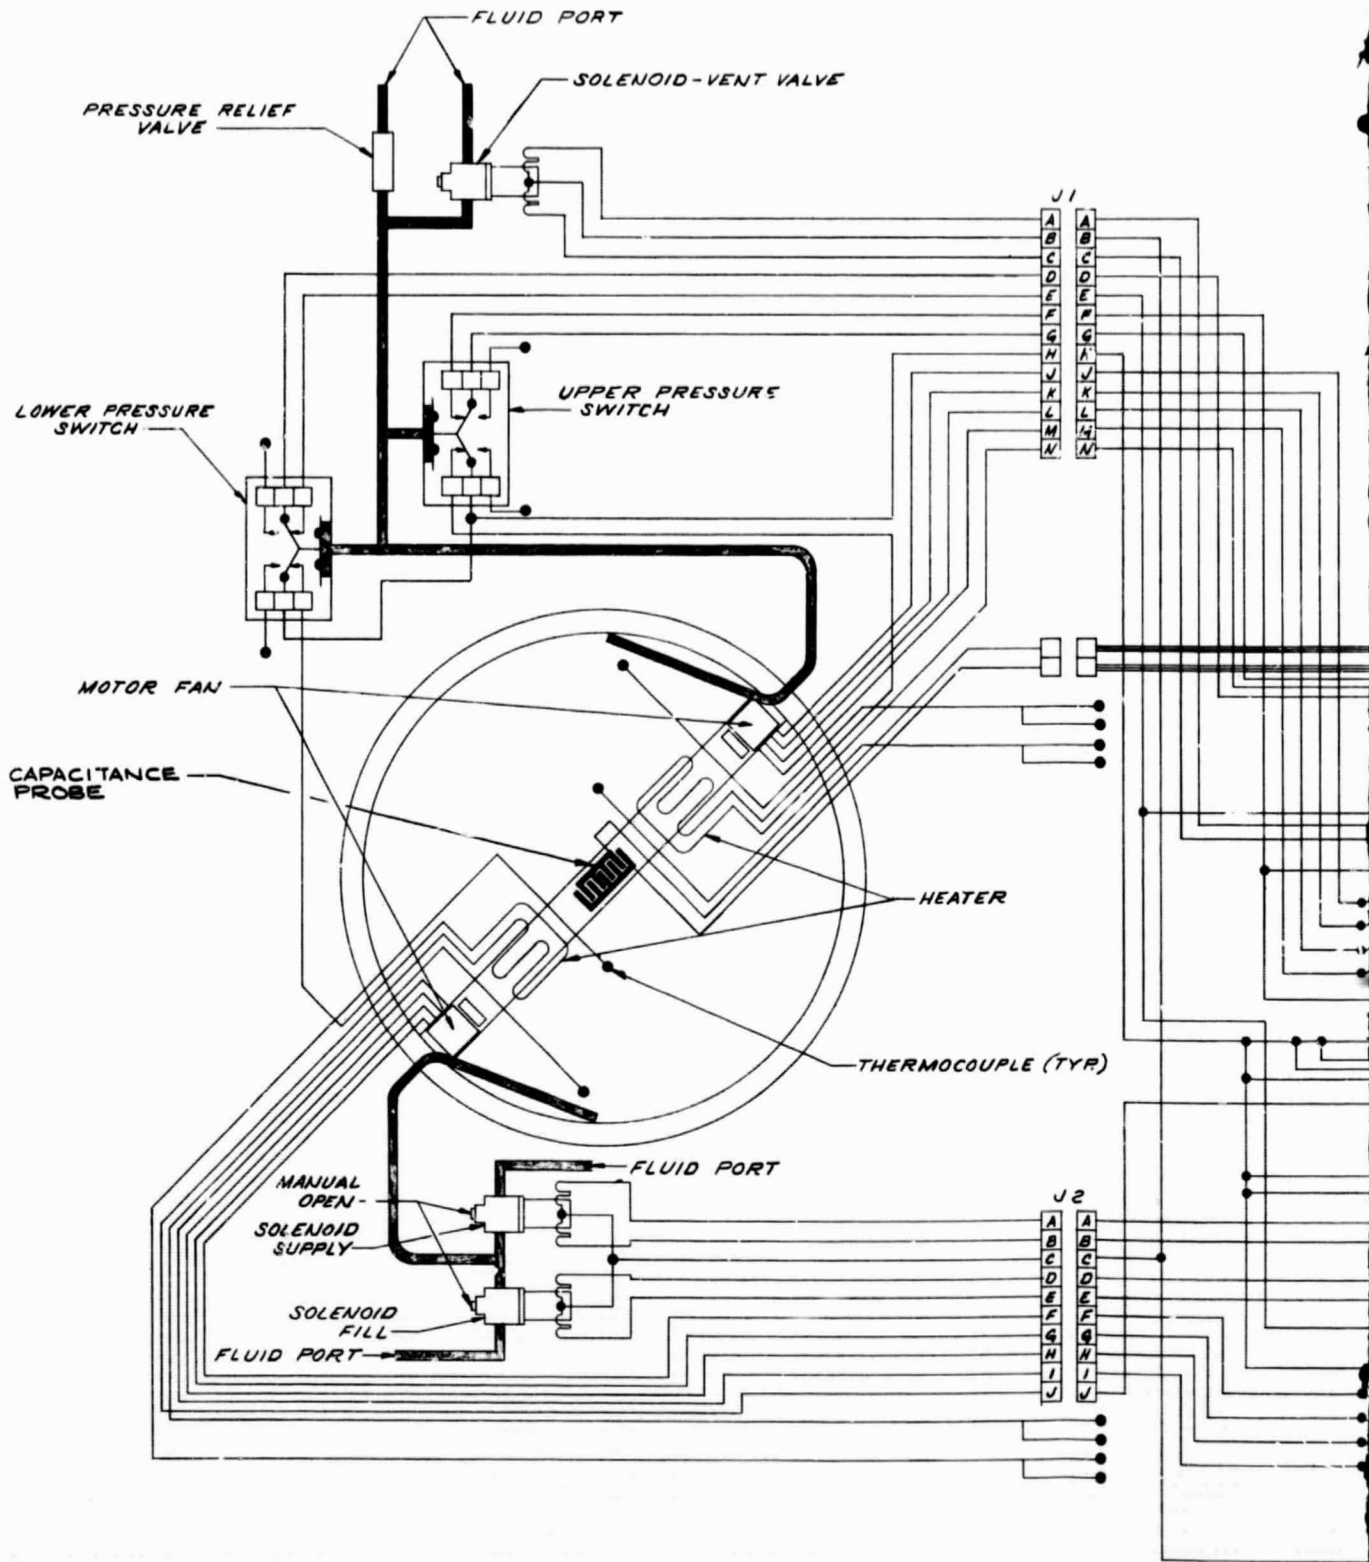 FLUID PORT
SOLENOID-VENT VALVE
PRESSURE RELIEF
VALVE
J1
A A
B B
C C
D D
E E
F F
G G
H
J J
K K
L L
M M
N N
UPPER PRESSURE
SWITCH
LOWER PRESSURE
SWITCH
MOTOR FAN
CAPACITANCE
PROBE
HEATER
THERMOCOUPLE (TYP.)
FLUID PORT
MANUAL
OPEN
SOLENOID
SUPPLY
SOLENOID
FILL
FLUID PORT
J2
A A
B B
C C
D D
E E
F F
G G
H H
I I
J J